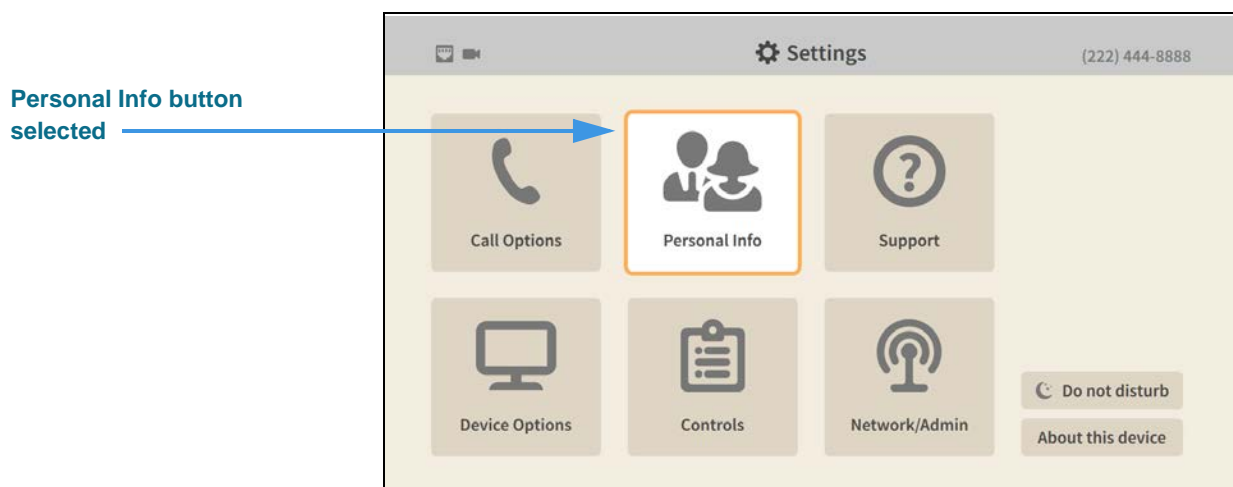 Settings
(222) 444-8888
Personal Info button
selected
Call Options
Personal Info
Support
Device Options
Controls
Network/Admin
Do not disturb
About this device